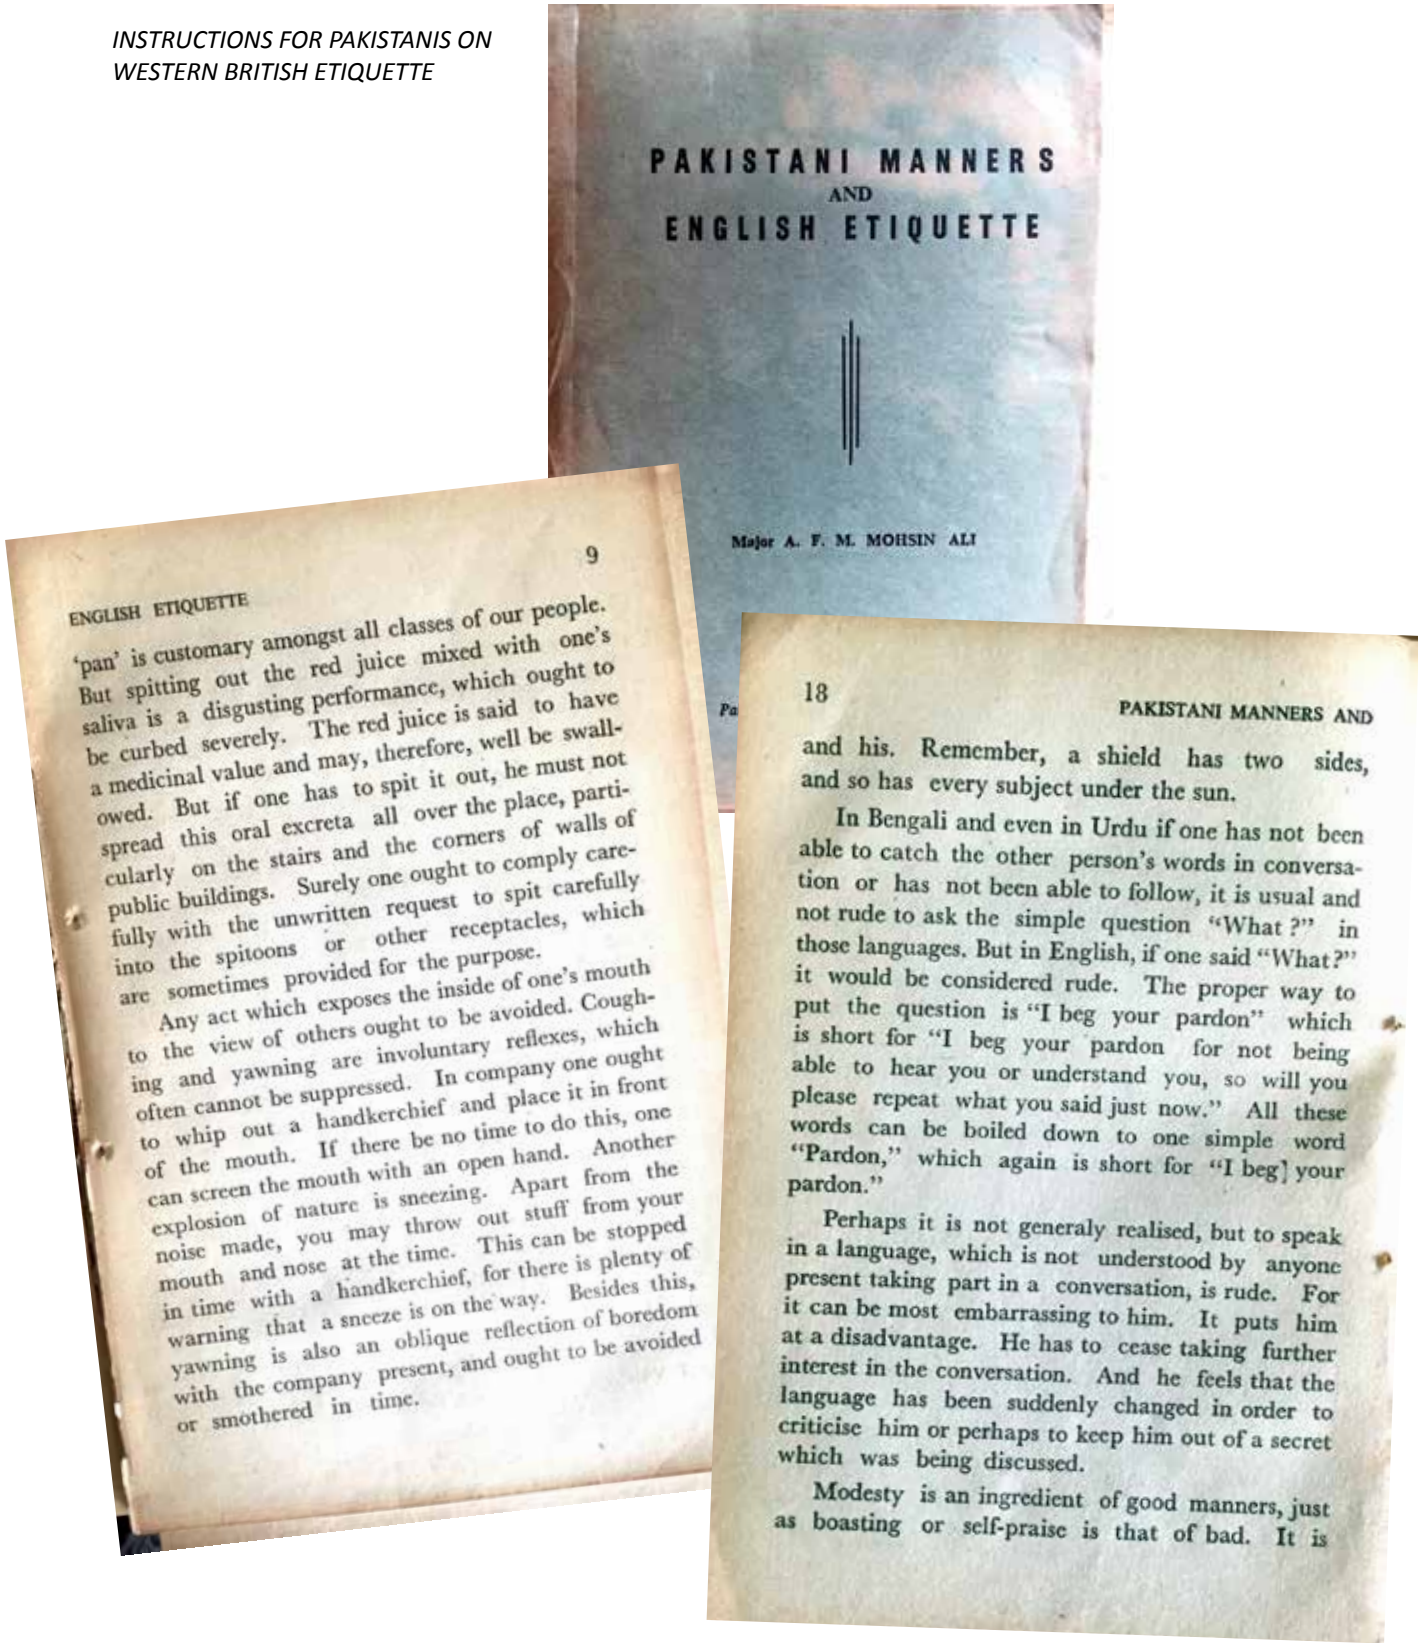 INSTRUCTIONS FOR PAKISTANIS ON
WESTERN BRITISH ETIQUETTE
PAKISTANI MANNERS
AND
ENGLISH ETIQUETTE
Major A. F. M. MOHSIN ALI
Pa
9
ENGLISH ETIQUETTE
‘pan’ is customary amongst all classes of our people.
But spitting out the red juice mixed with one’s
saliva is a disgusting performance, which ought to
be curbed severely. The red juice is said to have
a medicinal value and may, therefore, well be swall-
owed. But if one has to spit it out, he must not
spread this oral excreta all over the place, parti-
cularly on the stairs and the corners of walls of
public buildings. Surely one ought to comply care-
fully with the unwritten request to spit carefully
into the spitoons or other receptacles, which
are sometimes provided for the purpose.
Any act which exposes the inside of one’s mouth
to the view of others ought to be avoided. Cough-
ing and yawning are involuntary reflexes, which
often cannot be suppressed. In company one ought
to whip out a handkerchief and place it in front
of the mouth. If there be no time to do this, one
can screen the mouth with an open hand. Another
explosion of nature is sneezing. Apart from the
noise made, you may throw out stuff from your
mouth and nose at the time. This can be stopped
in time with a handkerchief, for there is plenty of
warning that a sneeze is on the way. Besides this,
yawning is also an oblique reflection of boredom
with the company present, and ought to be avoided
or smothered in time.
18
PAKISTANI MANNERS AND
and his. Remember, a shield has two sides,
and so has every subject under the sun.
In Bengali and even in Urdu if one has not been
able to catch the other person’s words in conversa-
tion or has not been able to follow, it is usual and
not rude to ask the simple question “What ?” in
those languages. But in English, if one said “What?”
it would be considered rude. The proper way to
put the question is “I beg your pardon” which
is short for “I beg your pardon for not being
able to hear you or understand you, so will you
please repeat what you said just now.” All these
words can be boiled down to one simple word
“Pardon,” which again is short for “I beg] your
pardon.”
Perhaps it is not generaly realised, but to speak
in a language, which is not understood by anyone
present taking part in a conversation, is rude. For
it can be most embarrassing to him. It puts him
at a disadvantage. He has to cease taking further
interest in the conversation. And he feels that the
language has been suddenly changed in order to
criticise him or perhaps to keep him out of a secret
which was being discussed.
Modesty is an ingredient of good manners, just
as boasting or self-praise is that of bad. It is